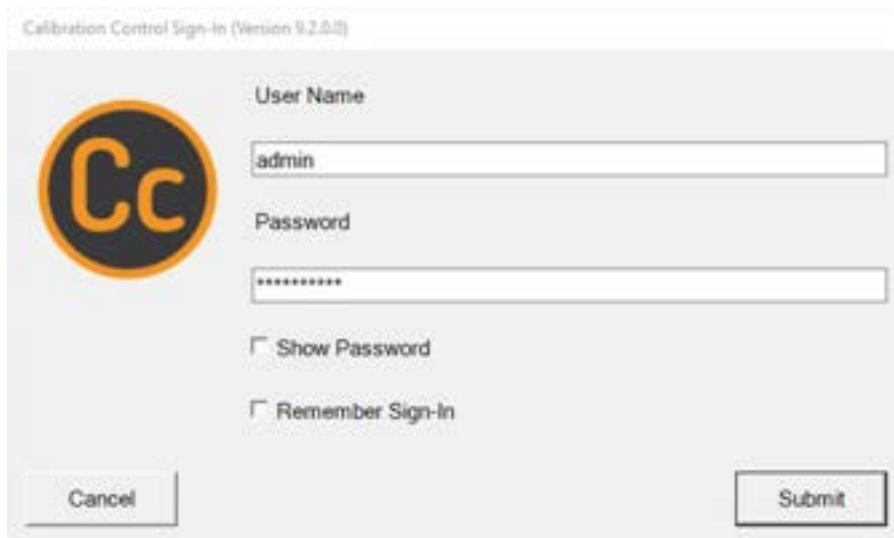 Calibration Control Sign-In (Version 9.2.0.0)
User Name
Cc
admin
Password
**********
Show Password
Remember Sign-In
Cancel
Submit